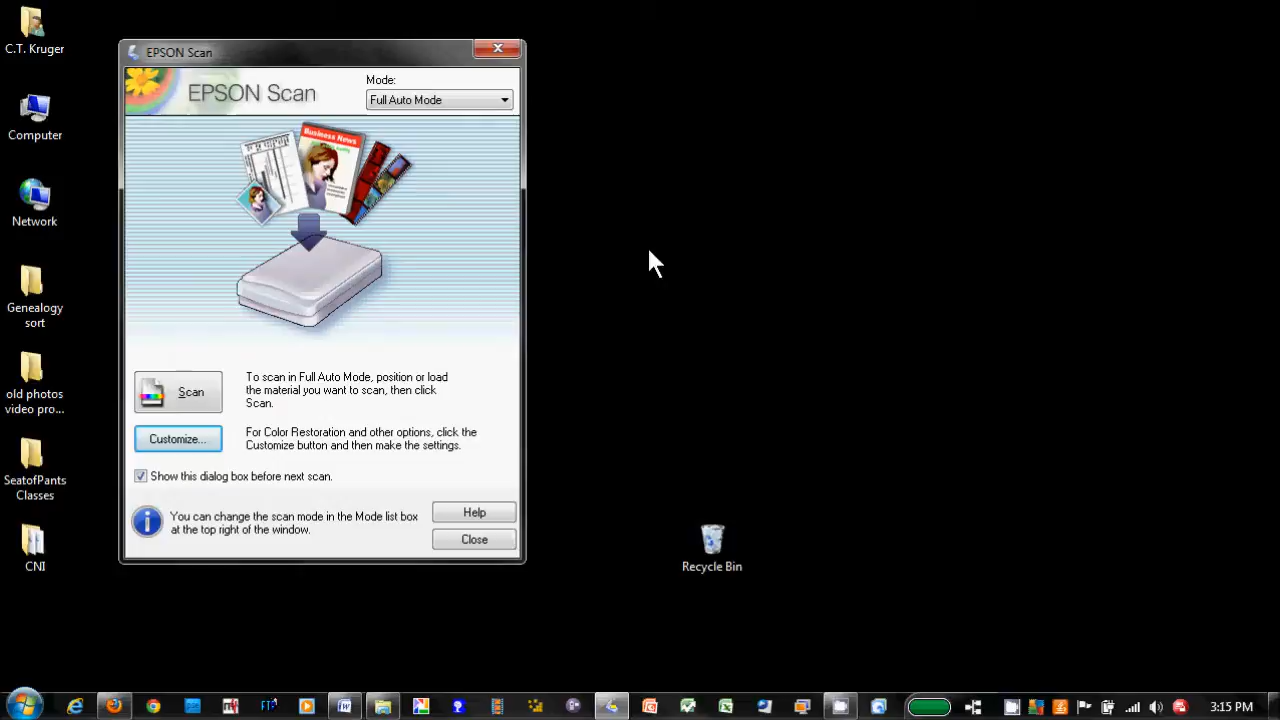 C.T. Kruger
Computer
Network
Genealogy
sort
old photos
video pro...
SeatofPants
Classes
CNI
EPSON Scan
EPSON Scan
Mode:
Full Auto Mode
Business News
Scan
To scan in Full Auto Mode, position or load
the material you want to scan, then click
Scan.
Customize...
For Color Restoration and other options, click the
Customize button and then make the settings.
Show this dialog box before next scan.
You can change the scan mode in the Mode list box
at the top right of the window.
Help
Close
Recycle Bin
3:15 PM